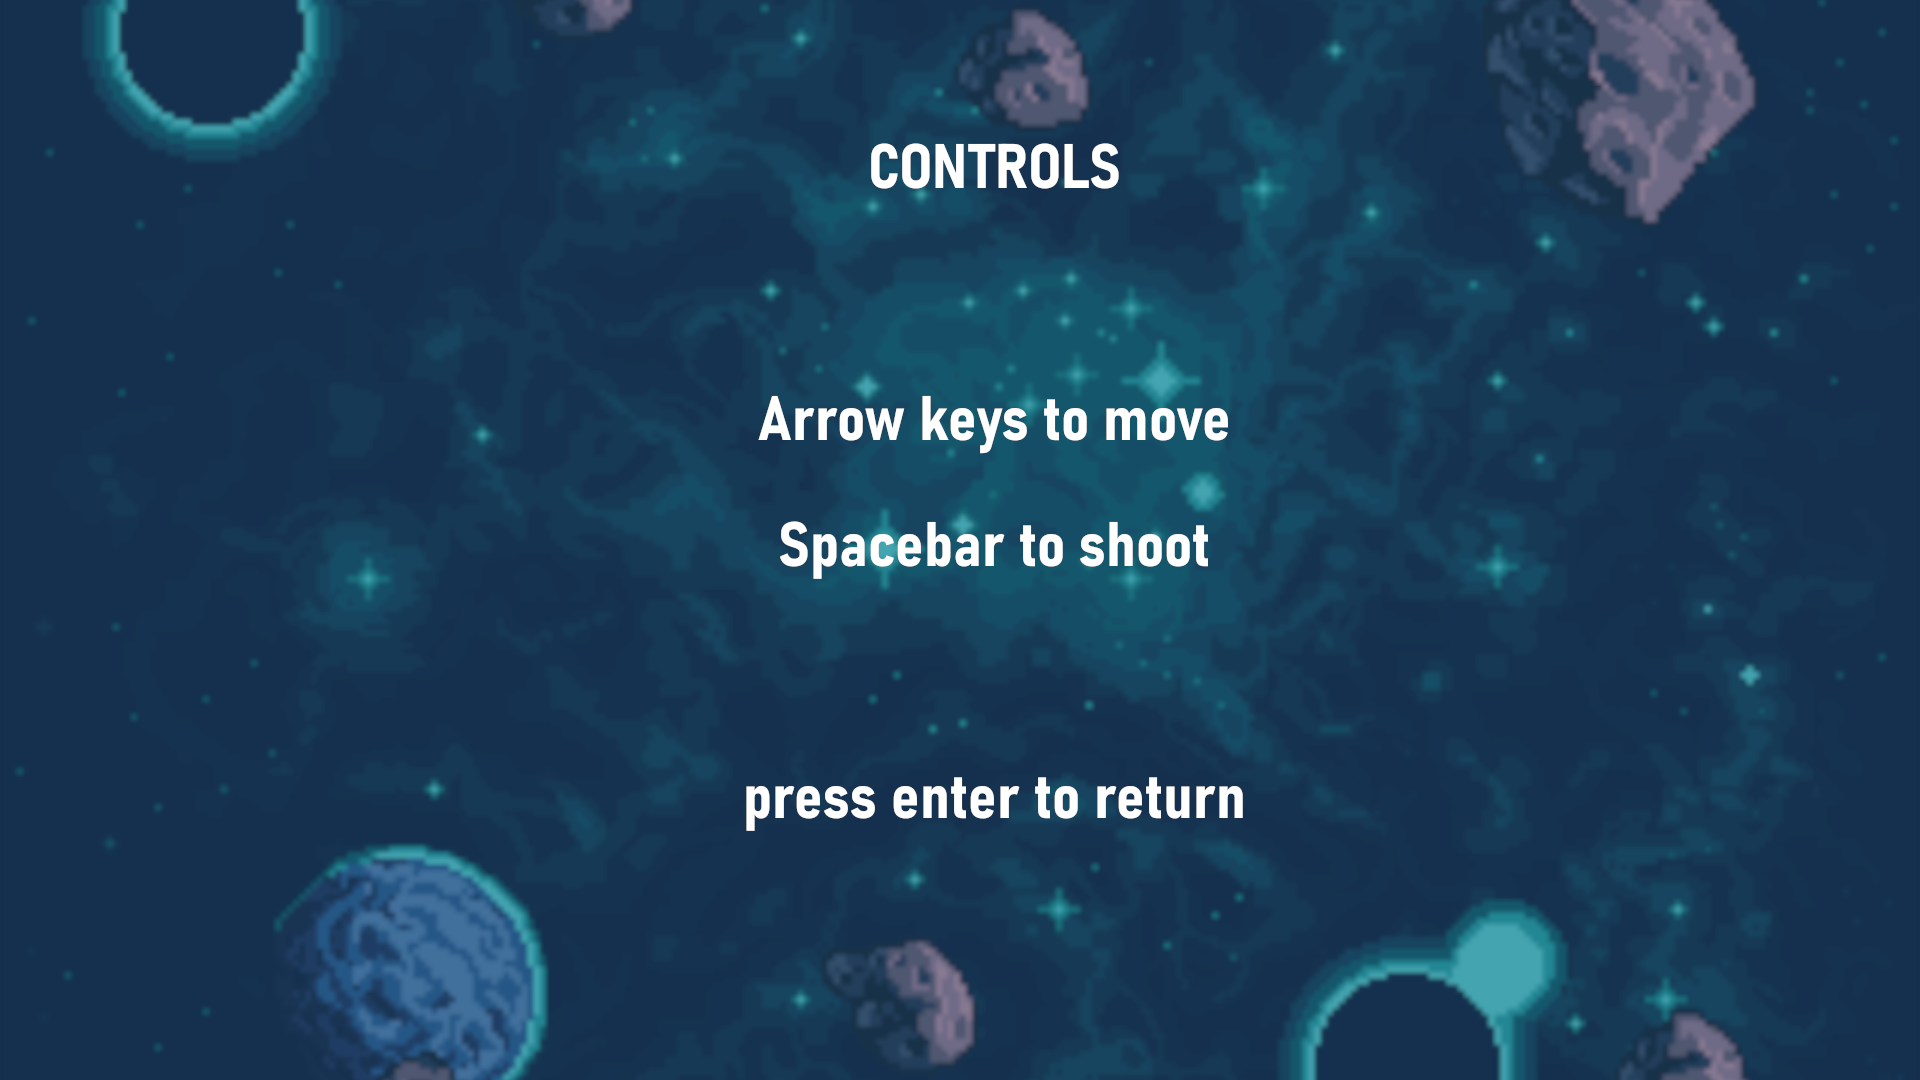 CONTROLS
Arrow keys to move
Spacebar to shoot
press enter to return